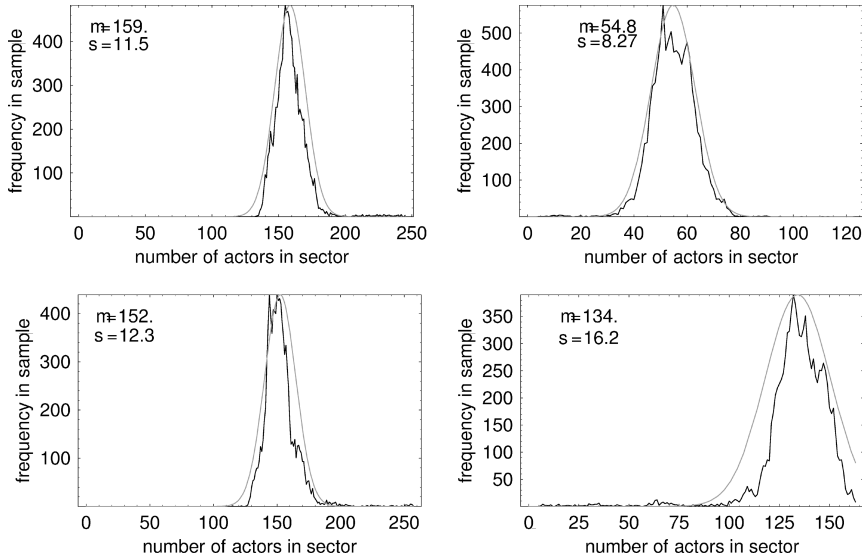 m=159.
s=11.5
400
300
200
100
0 50 100 150 200 250
frequency in sample
number of actors in sector
m=54.8
s=8.27
500
400
300
200
100
0 20 40 60 80 100 120
frequency in sample
number of actors in sector
m=152.
s=12.3
400
300
200
100
0 50 100 150 200 250
frequency in sample
number of actors in sector
m=134.
s=16.2
350
300
250
200
150
100
50
0 25 50 75 100 125 150
frequency in sample
number of actors in sector